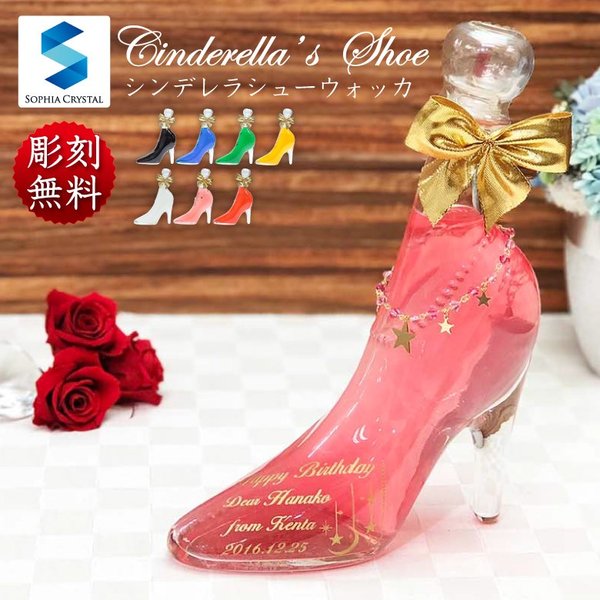 SOPHIA CRYSTAL
Cinderella's Shoe
シンデレラシューウォッカ
彫刻
無料
Happy Birthday
Dear Hanako
from Kenta
2016.12.25